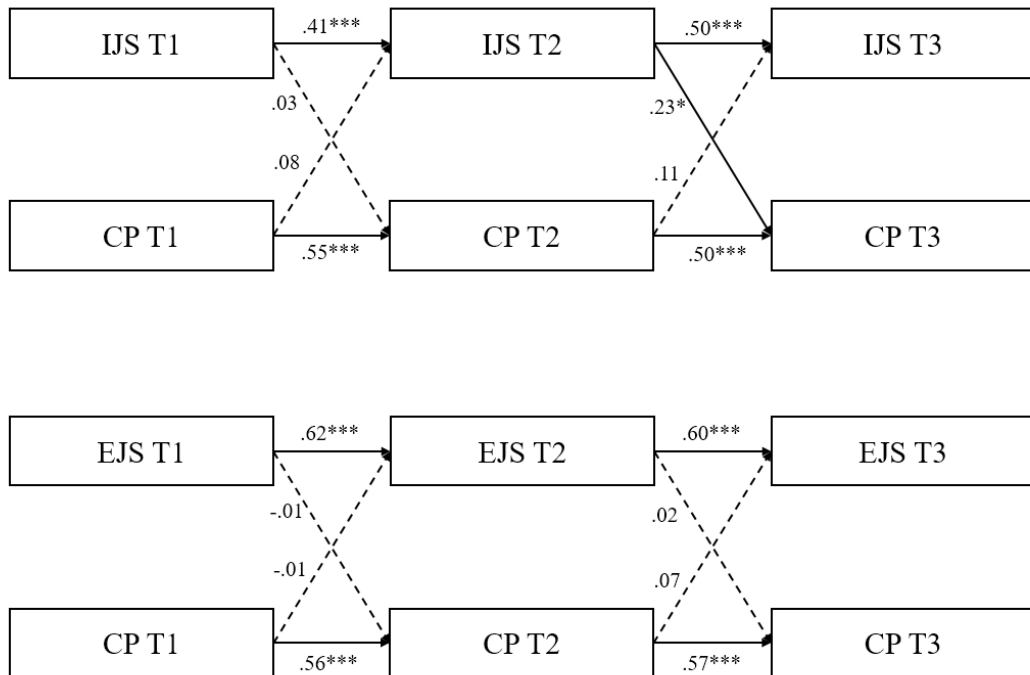 .41***
.50***
IJS T1
IJS T2
IJS T3
.03
.23*
.08
.11
CP T1
CP T2
CP T3
.55***
.50***
.62***
.60***
EJS T1
EJS T2
EJS T3
-.01
.02
-.01
.07
CP T1
CP T2
CP T3
.56***
.57***